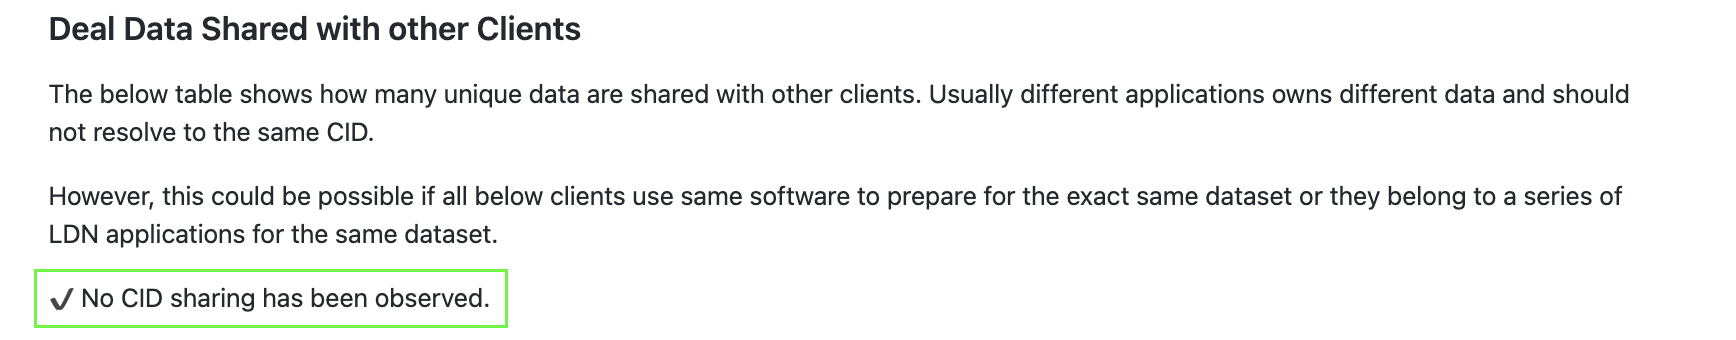 Deal Data Shared with other Clients
The below table shows how many unique data are shared with other clients. Usually different applications owns different data and should
not resolve to the same CID.
However, this could be possible if all below clients use same software to prepare for the exact same dataset or they belong to a series of
LDN applications for the same dataset.
✔ No CID sharing has been observed.